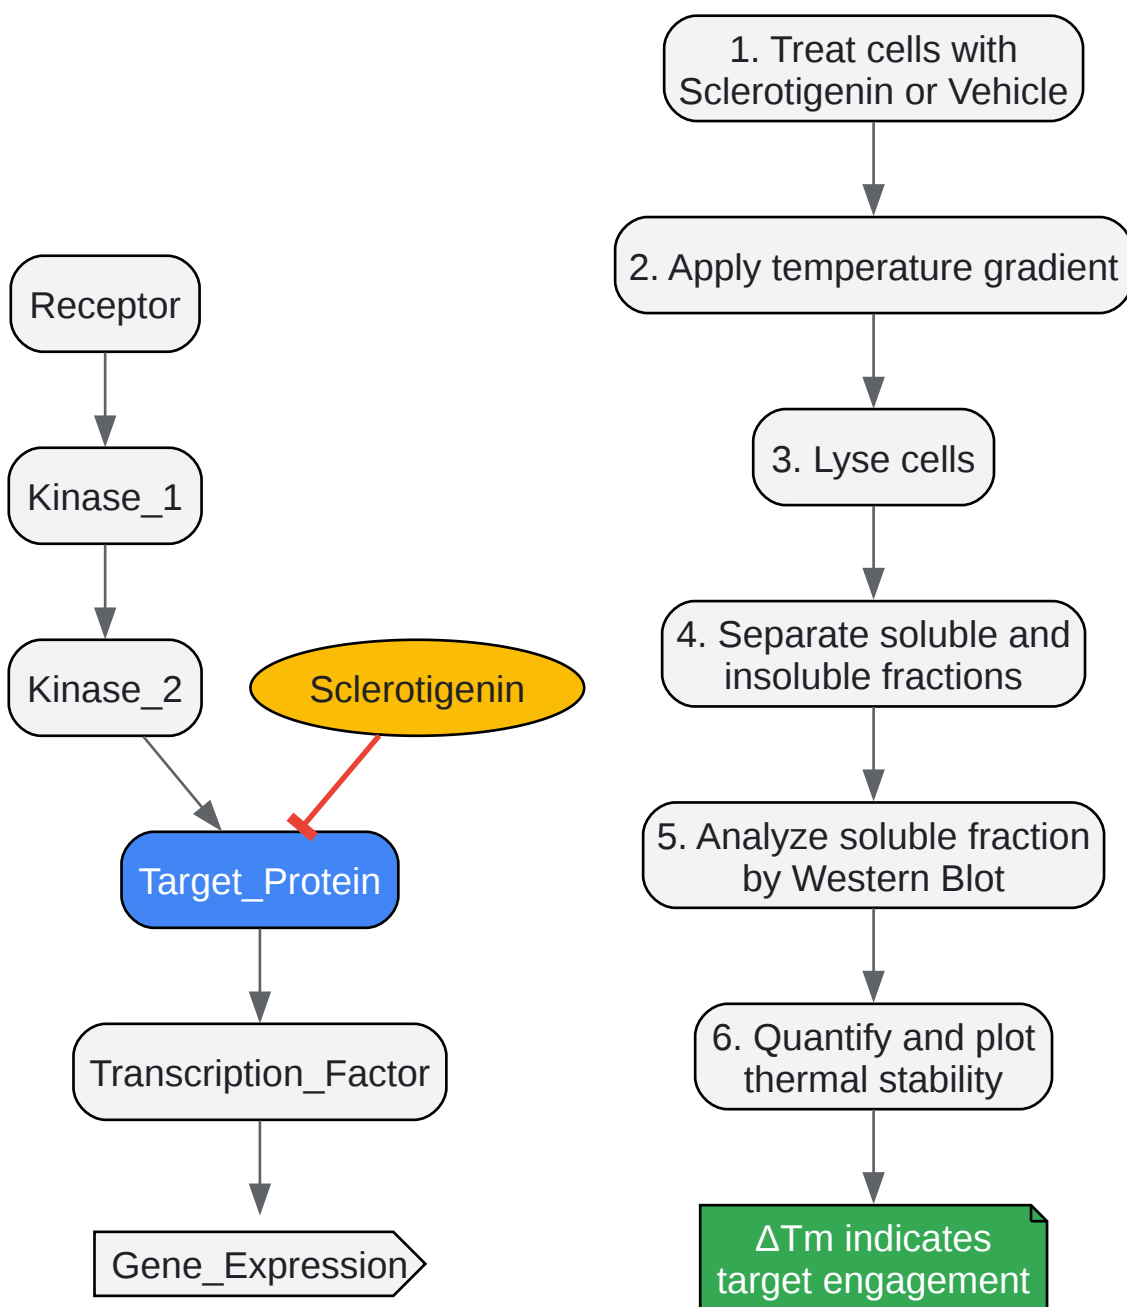 Receptor
Kinase_1
Kinase_2
Sclerotigenin
Target_Protein
Transcription_Factor
Gene_Expression
1. Treat cells with
Sclerotigenin or Vehicle
2. Apply temperature gradient
3. Lyse cells
4. Separate soluble and
insoluble fractions
5. Analyze soluble fraction
by Western Blot
6. Quantify and plot
thermal stability
ΔTm indicates
target engagement